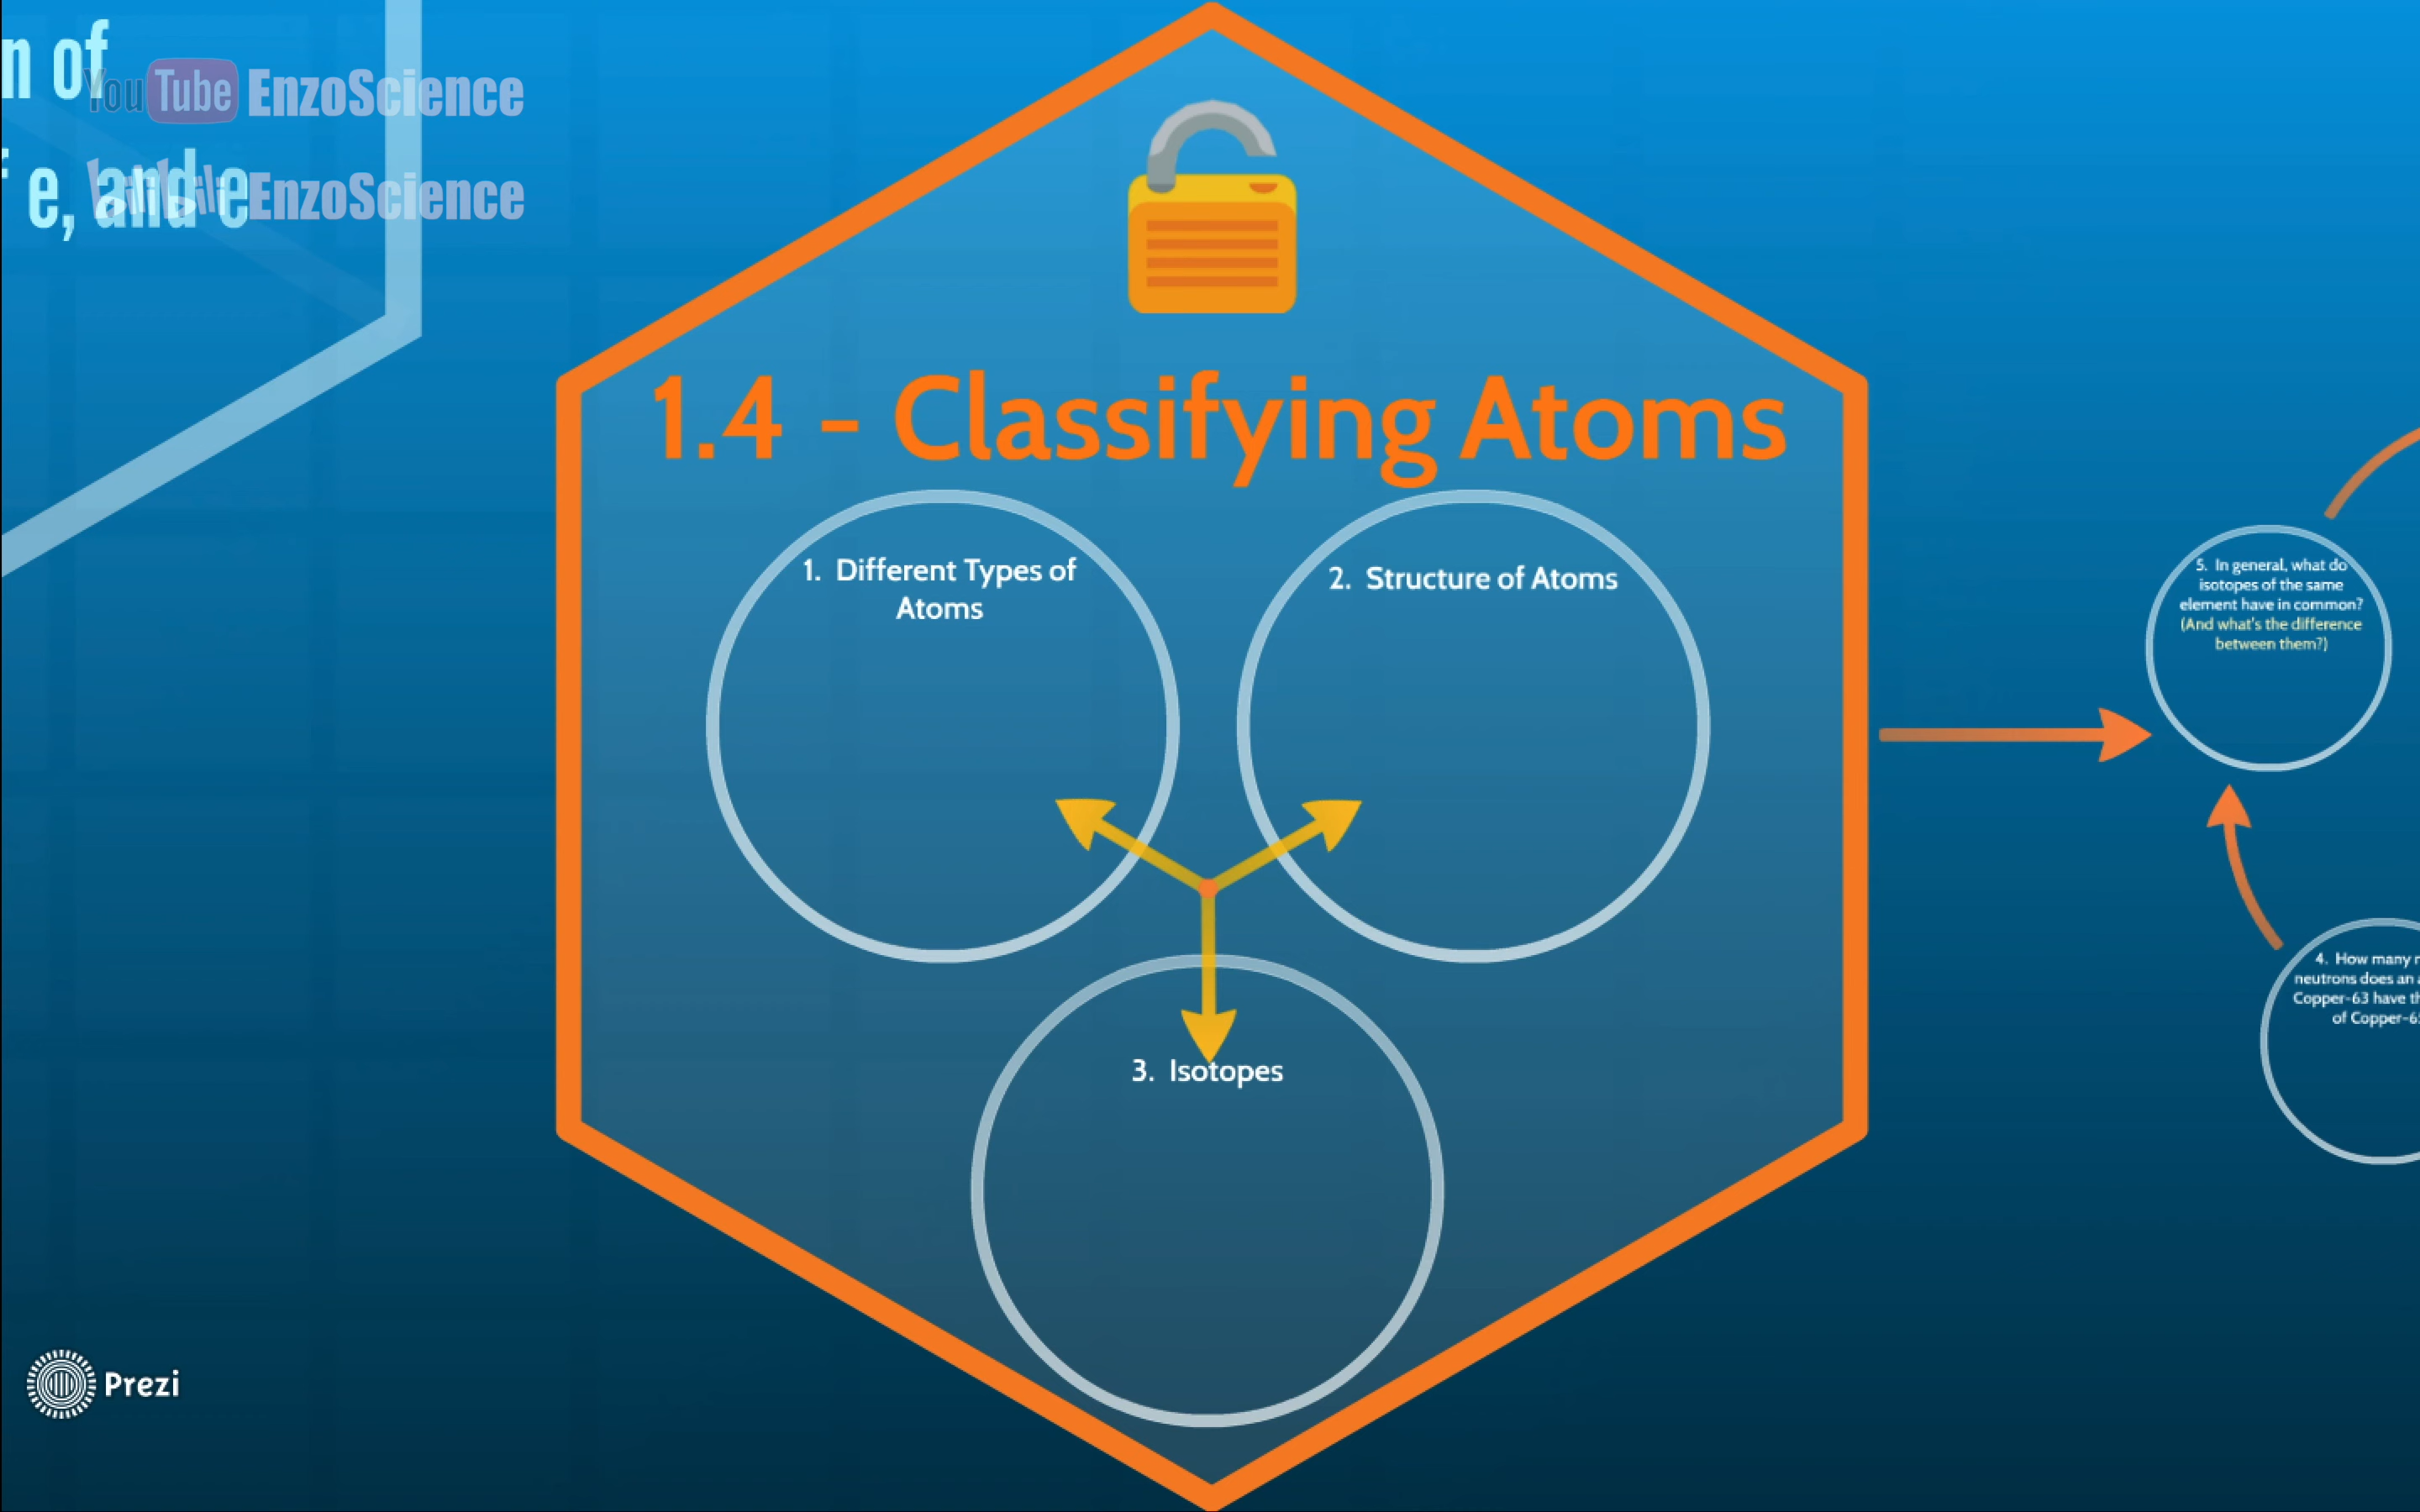 n of
YouTube EnzoScience
e, and e
bilibili EnzoScience
1.4 - Classifying Atoms
1. Different Types of
Atoms
2. Structure of Atoms
3. Isotopes
5. In general, what do
isotopes of the same
element have in common?
(And what's the difference
between them?)
4. How many
neutrons does an
Copper-63 have
of Copper-6
Prezi